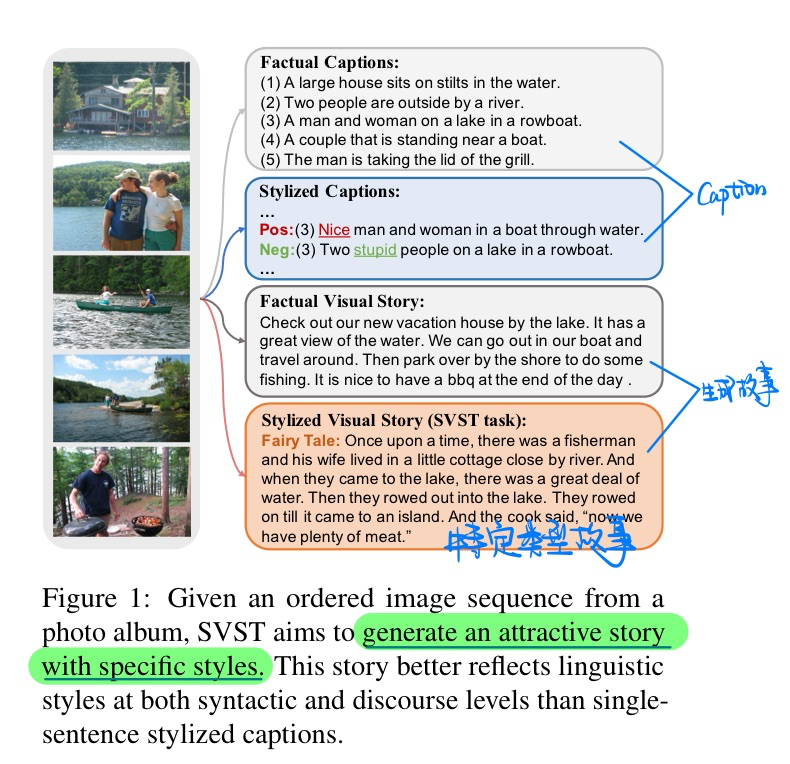 Factual Captions:
(1) A large house sits on stilts in the water.
(2) Two people are outside by a river.
(3) A man and woman on a lake in a rowboat.
(4) A couple that is standing near a boat.
(5) The man is taking the lid of the grill.
Stylized Captions:
...
Pos:(3) Nice man and woman in a boat through water.
Neg:(3) Two stupid people on a lake in a rowboat.
...
Caption
Factual Visual Story:
Check out our new vacation house by the lake. It has a
great view of the water. We can go out in our boat and
travel around. Then park over by the shore to do some
fishing. It is nice to have a bbq at the end of the day .
Stylized Visual Story (SVST task):
Fairy Tale: Once upon a time, there was a fisherman
and his wife lived in a little cottage close by river. And
when they came to the lake, there was a great deal of
water. Then they rowed out into the lake. They rowed
on till it came to an island. And the cook said, “now we
have plenty of meat.”
生成故事
特定类型故事
Figure 1: Given an ordered image sequence from a
photo album, SVST aims to generate an attractive story
with specific styles. This story better reflects linguistic
styles at both syntactic and discourse levels than single-
sentence stylized captions.